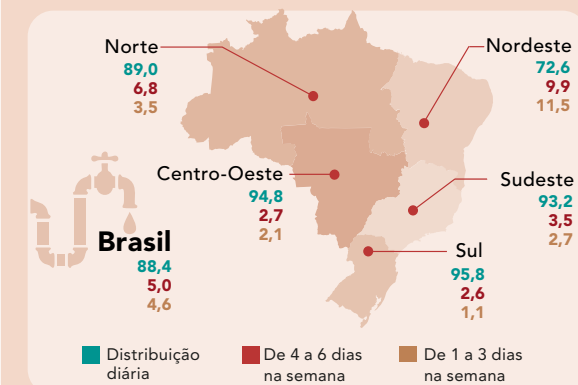 Norte
89,0
6,8
3,5
Nordeste
72,6
9,9
11,5
Centro-Oeste
94,8
2,7
2,1
Sudeste
93,2
3,5
2,7
Brasil
88,4
5,0
4,6
Sul
95,8
2,6
1,1
Distribuição
diária
De 4 a 6 dias
na semana
De 1 a 3 dias
na semana